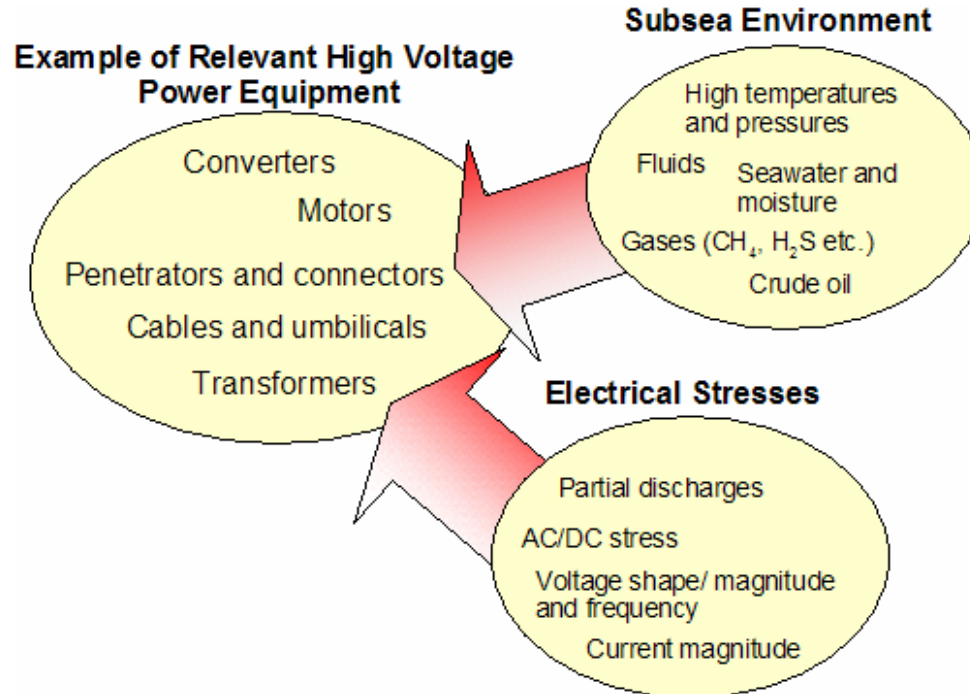 Example of Relevant High Voltage
Power Equipment
Converters
Motors
Penetrators and connectors
Cables and umbilicals
Transformers
Subsea Environment
High temperatures
and pressures
Fluids
Seawater and
moisture
Gases (CH₄, H₂S etc.)
Crude oil
Electrical Stresses
Partial discharges
AC/DC stress
Voltage shape/ magnitude
and frequency
Current magnitude